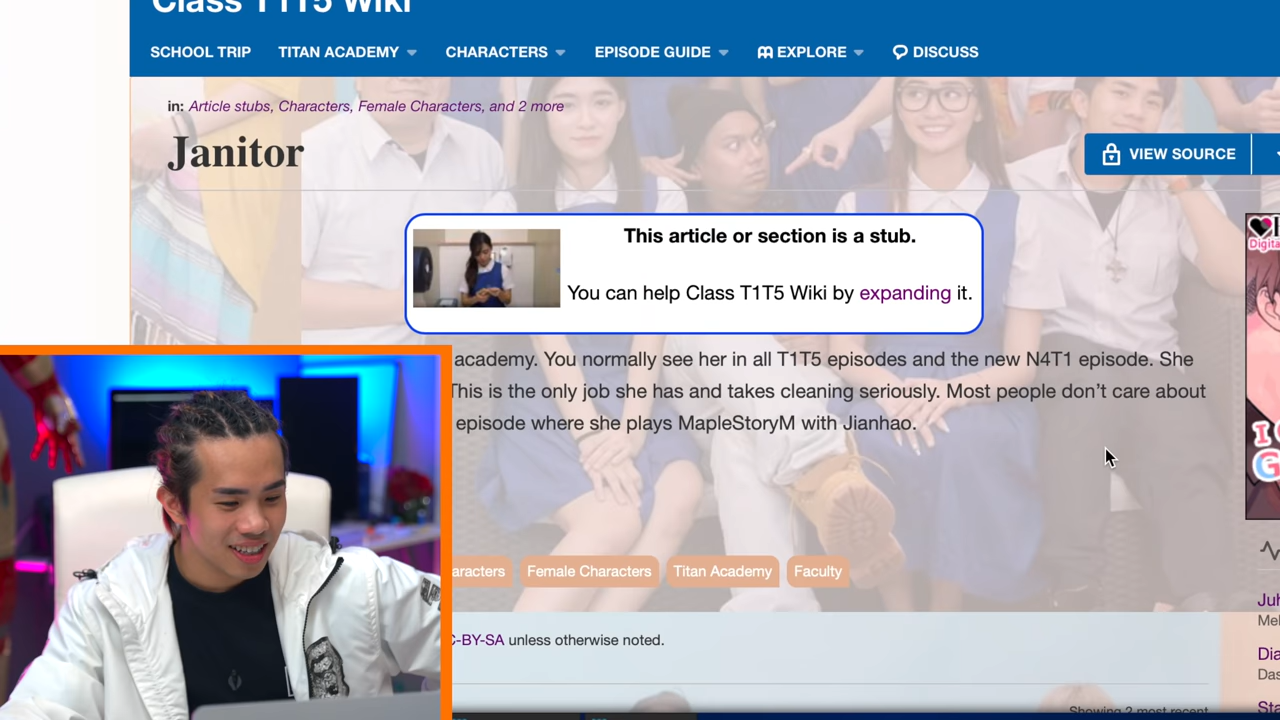 Class T1T5 Wiki
SCHOOL TRIP TITAN ACADEMY CHARACTERS EPISODE GUIDE EXPLORE DISCUSS
in: Article stubs, Characters, Female Characters, and 2 more
Janitor
VIEW SOURCE
This article or section is a stub.
You can help Class T1T5 Wiki by expanding it.
academy. You normally see her in all T1T5 episodes and the new N4T1 episode. She
This is the only job she has and takes cleaning seriously. Most people don’t care about
episode where she plays MapleStoryM with Jianhao.
Female Characters Titan Academy Faculty
C-BY-SA unless otherwise noted.
Showing 2 most recent